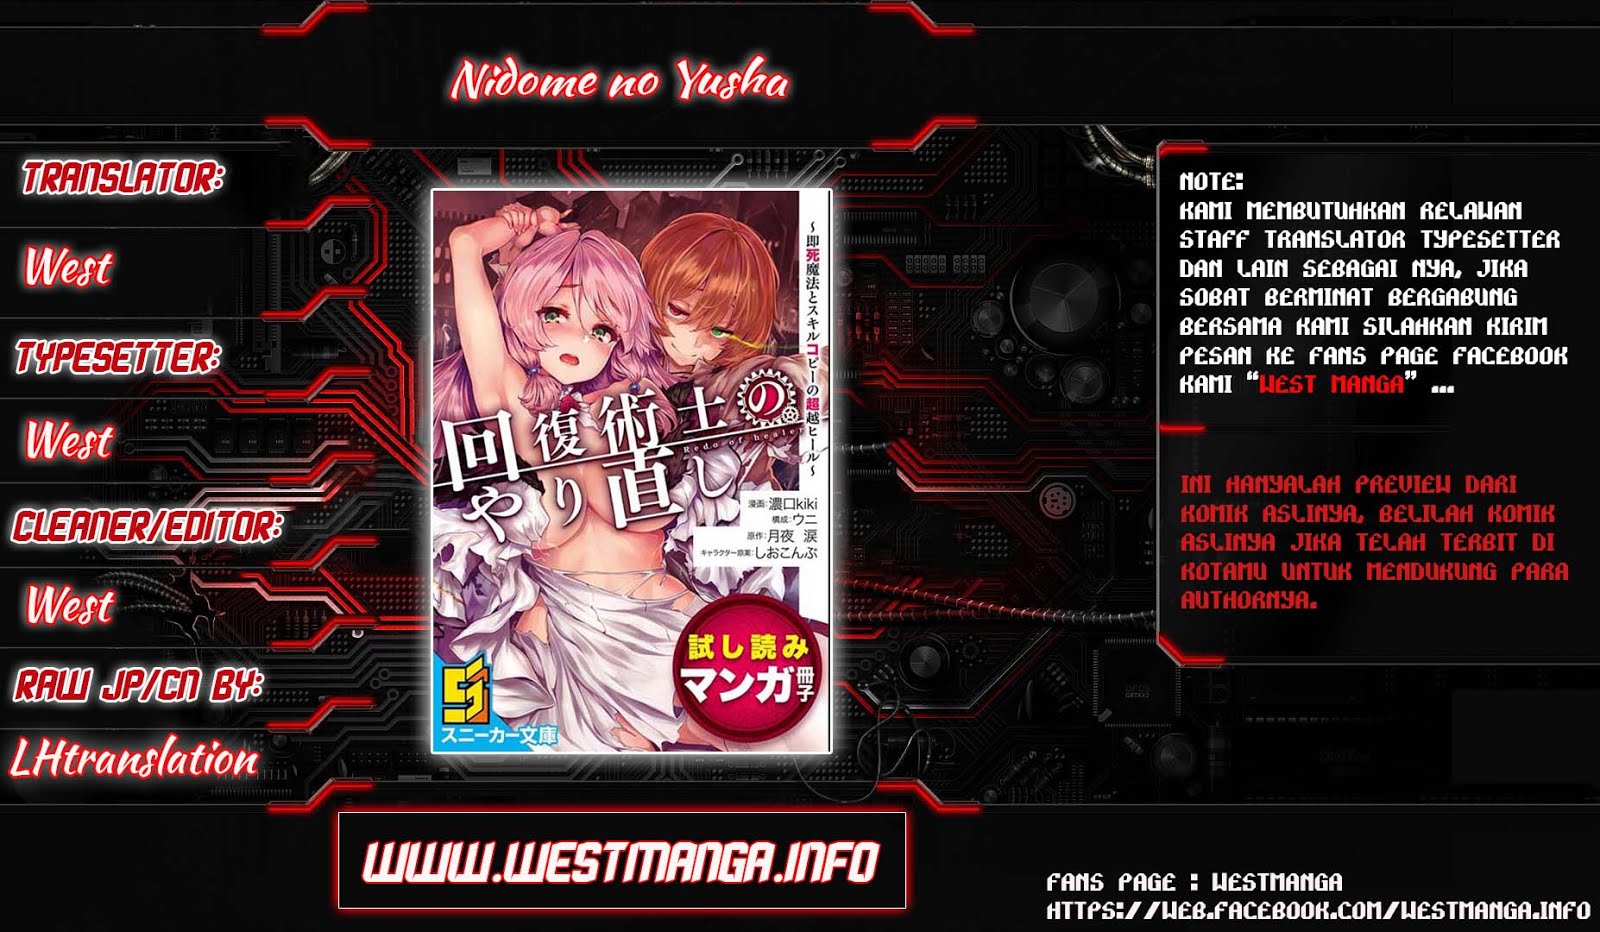 Nidome no Yusha
TRANSLATOR:
West
TYPESETTER:
West
CLEANER/EDITOR:
West
RAW JP/CN BY:
LHtranslation
～即死魔法とスキルコピーの超越ヒール～
回復術士の
Redo of healer
やり直し
漫画:濃口kiki
構成:ウニ
原作:月夜 涙
キャラクター原案:しおこんぶ
試し読み
マンガ冊子
スニーカー文庫
NOTE:
KAMI MEMBUTUHKAN RELAWAN
STAFF TRANSLATOR TYPESETTER
DAN LAIN SEBAGAI NYA, JIKA
SOBAT BERMINAT BERGABUNG
BERSAMA KAMI SILAHKAN KIRIM
PESAN KE FANS PAGE FACEBOOK
KAMI “WEST MANGA” ...
INI HANYALAH PREVIEW DARI
KOMIK ASLINYA, BELILAH KOMIK
ASLINYA JIKA TELAH TERBIT DI
KOTAMU UNTUK MENDUKUNG PARA
AUTHORNYA.
WWW.WESTMANGA.INFO
FANS PAGE : WESTMANGA
HTTPS://WEB.FACEBOOK.COM/WESTMANGA.INFO